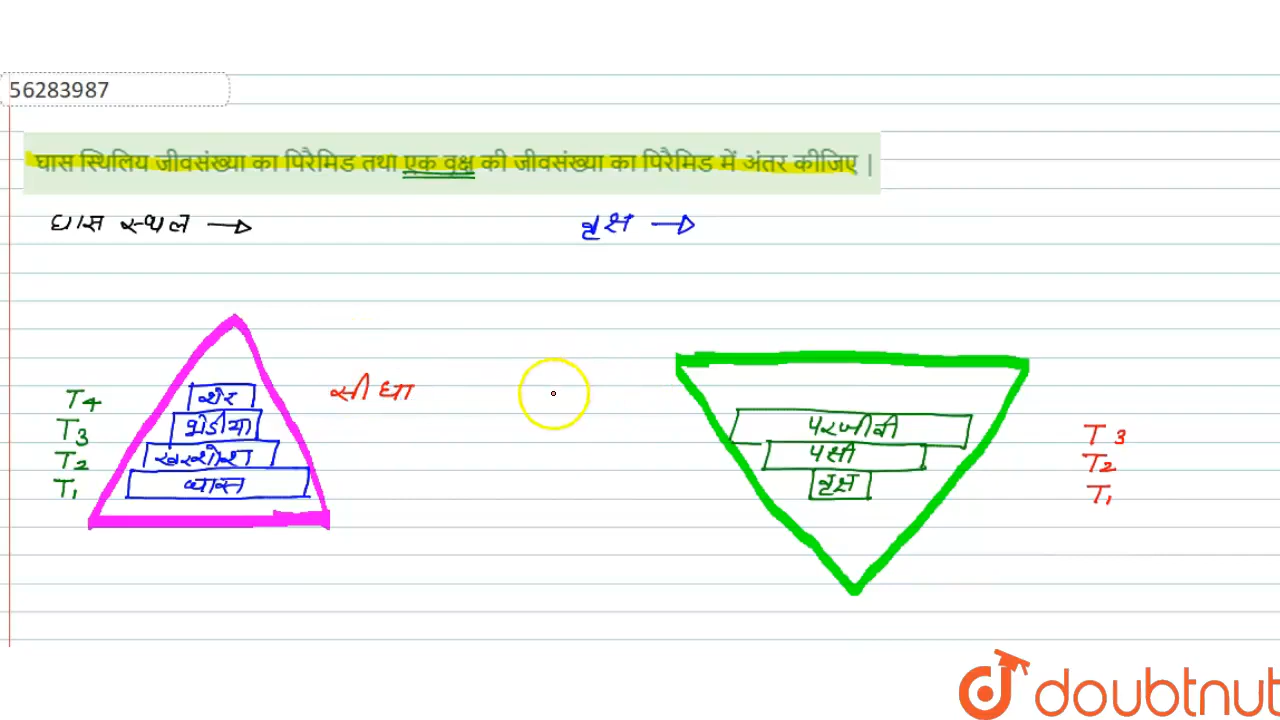 56283987
घास स्थिलिय जीवसंख्या का पिरैमिड तथा एक वृक्ष की जीवसंख्या का पिरैमिड में अंतर कीजिए |
घास स्थल →
वृक्ष →
T4 शेर
T3 भेडीया
T2 खरगोश
T1 घास
सीधा
परजीवी T3
पक्षी T2
वृक्ष T1
doubtnut